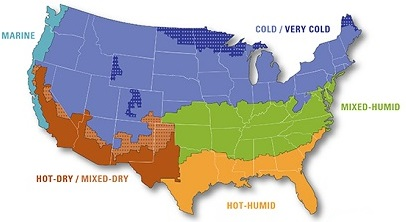 MARINE
COLD / VERY COLD
MIXED-HUMID
HOT-DRY / MIXED-DRY
HOT-HUMID